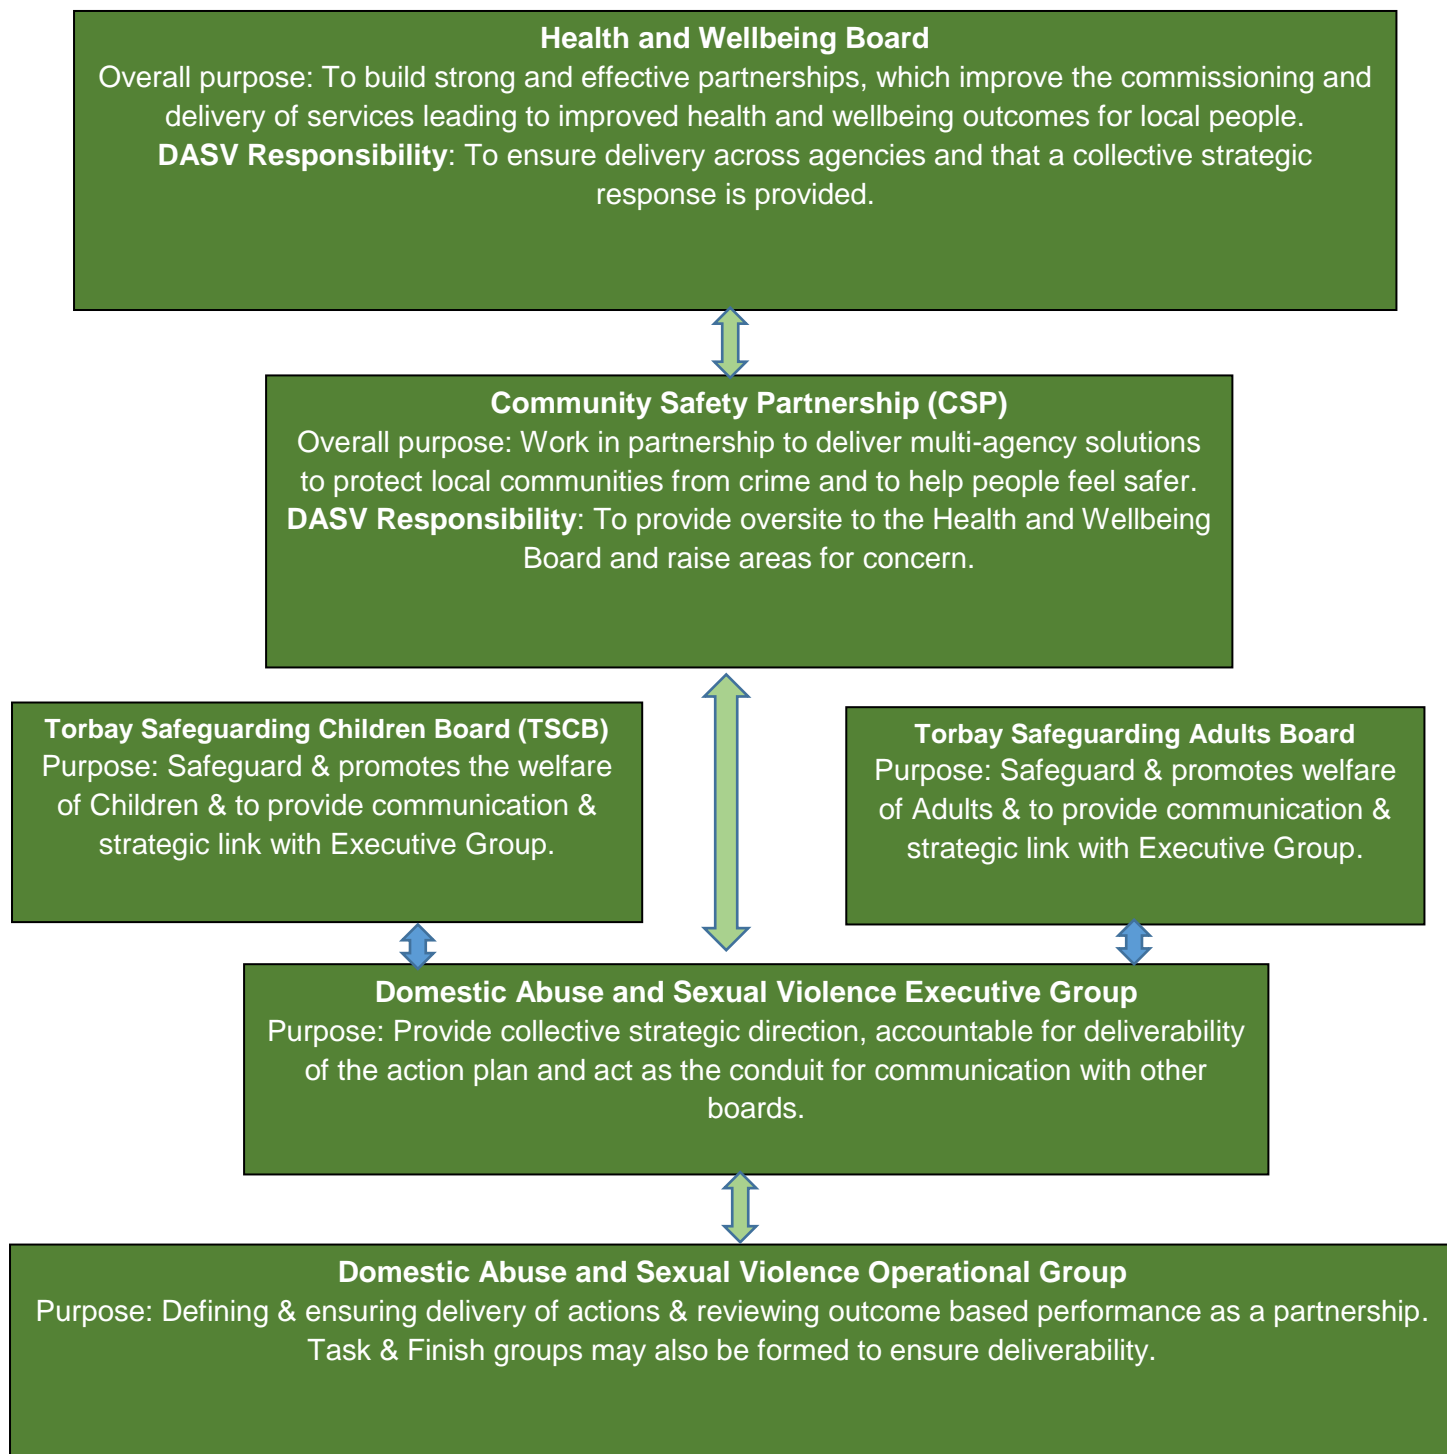 Health and Wellbeing Board
Overall purpose: To build strong and effective partnerships, which improve the commissioning and
delivery of services leading to improved health and wellbeing outcomes for local people.
DASV Responsibility: To ensure delivery across agencies and that a collective strategic
response is provided.
Community Safety Partnership (CSP)
Overall purpose: Work in partnership to deliver multi-agency solutions
to protect local communities from crime and to help people feel safer.
DASV Responsibility: To provide oversite to the Health and Wellbeing
Board and raise areas for concern.
Torbay Safeguarding Children Board (TSCB)
Purpose: Safeguard & promotes the welfare
of Children & to provide communication &
strategic link with Executive Group.
Torbay Safeguarding Adults Board
Purpose: Safeguard & promotes welfare
of Adults & to provide communication &
strategic link with Executive Group.
Domestic Abuse and Sexual Violence Executive Group
Purpose: Provide collective strategic direction, accountable for deliverability
of the action plan and act as the conduit for communication with other
boards.
Domestic Abuse and Sexual Violence Operational Group
Purpose: Defining & ensuring delivery of actions & reviewing outcome based performance as a partnership.
Task & Finish groups may also be formed to ensure deliverability.